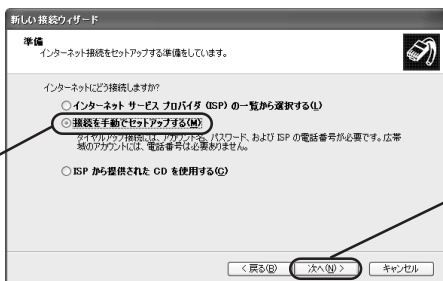 新しい接続ウィザード
準備
インターネット接続をセットアップする準備をしています。
インターネットにどう接続しますか?
インターネット サービス プロバイダ (ISP) の一覧から選択する(L)
接続を手動でセットアップする(M)
ダイヤルアップ接続には、アカウント名、パスワード、および ISP の電話番号が必要です。広帯
域のアカウントには、電話番号は必要ありません。
ISP から提供された CD を使用する(C)
< 戻る(B)
次へ(N) >
キャンセル